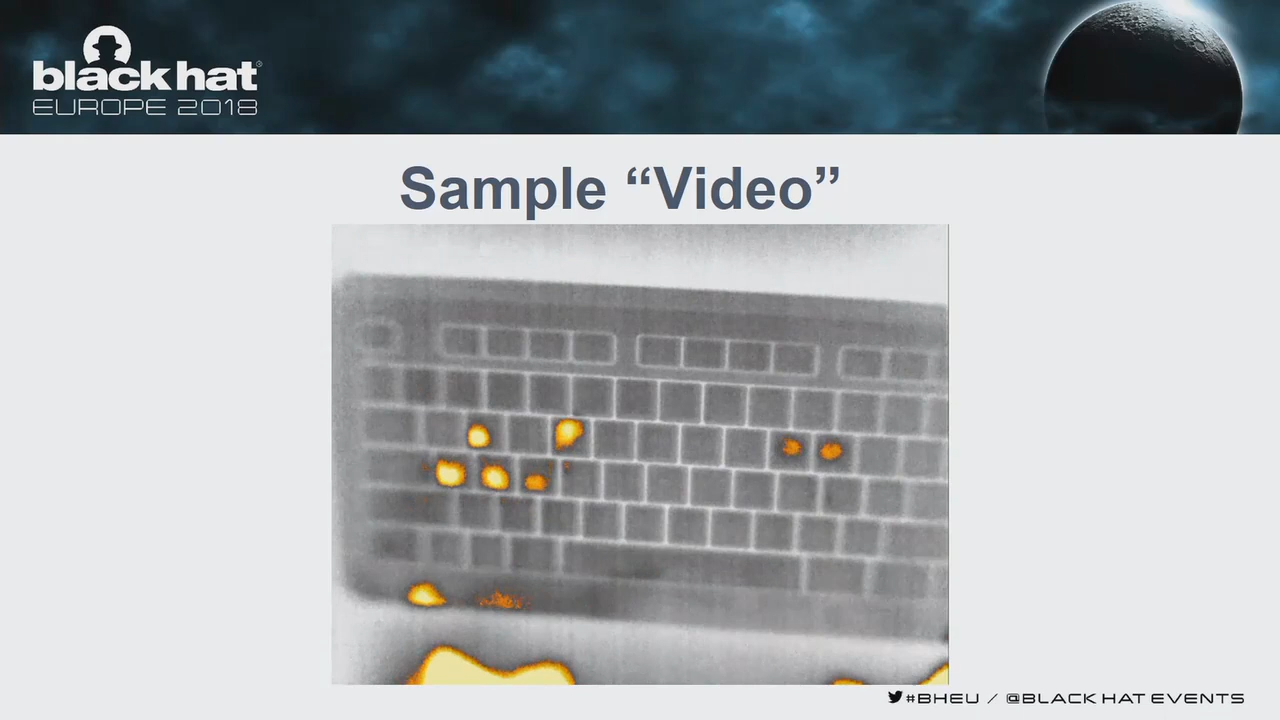 black hat®
EUROPE 2018
Sample “Video”
#BHEU / @BLACK HAT EVENTS